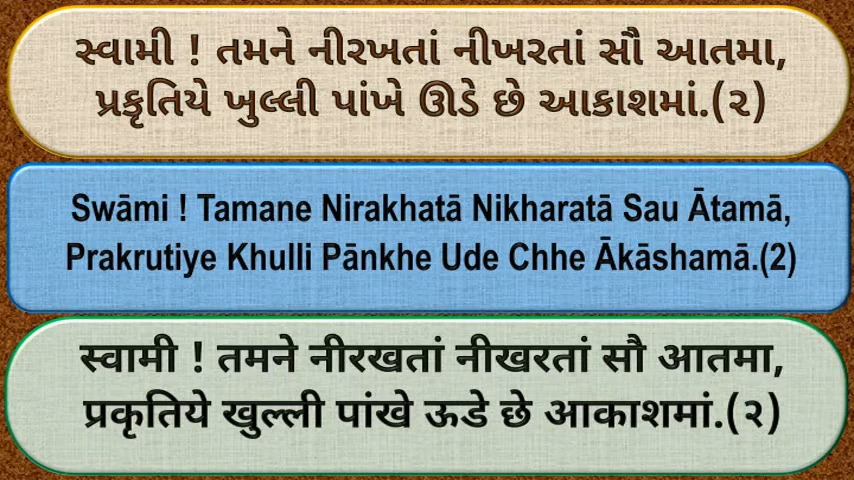 સ્વામી ! તમને નીરખતાં નીખરતાં સૌ આતમા,
પ્રકૃતિયે ખુલ્લી પાંખે ઊડે છે આકાશમાં.(૨)
Swāmi ! Tamane Nirakhatā Nikharatā Sau Ātamā,
Prakrutiye Khulli Pānkhe Ude Chhe Ākāshamā.(2)
स्वामी ! तमने नीरखतां नीखरतां सौ आतमा,
प्रकृतिये खुल्ली पांखे ऊडे छे आकाशमां.(२)